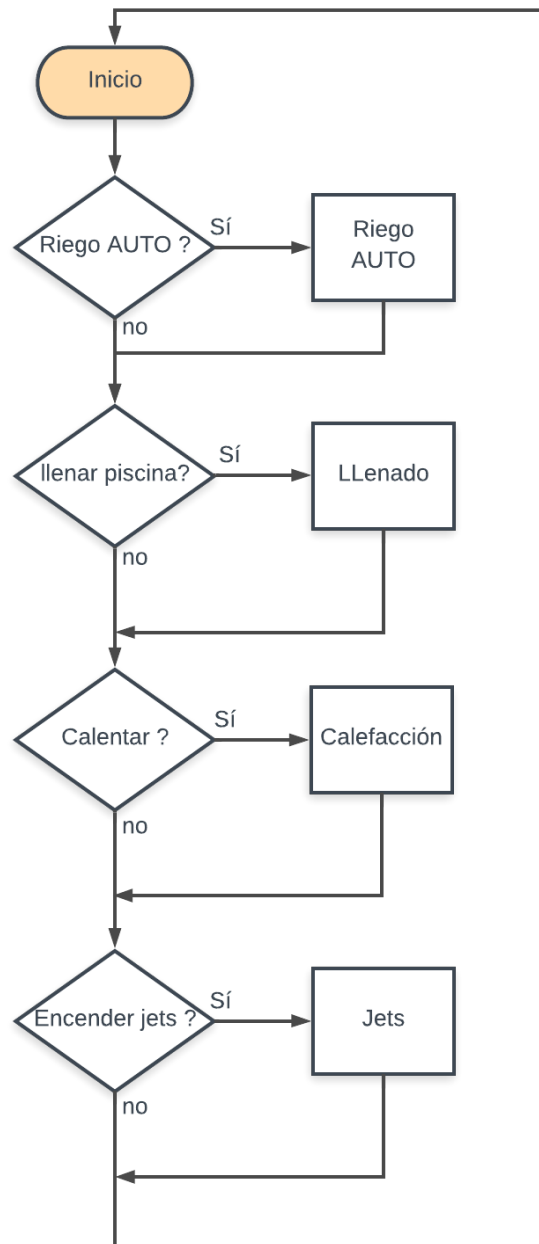 Inicio
Riego AUTO ?
Sí
Riego
AUTO
no
llenar piscina?
Sí
LLenado
no
Calentar ?
Sí
Calefacción
no
Encender jets ?
Sí
Jets
no